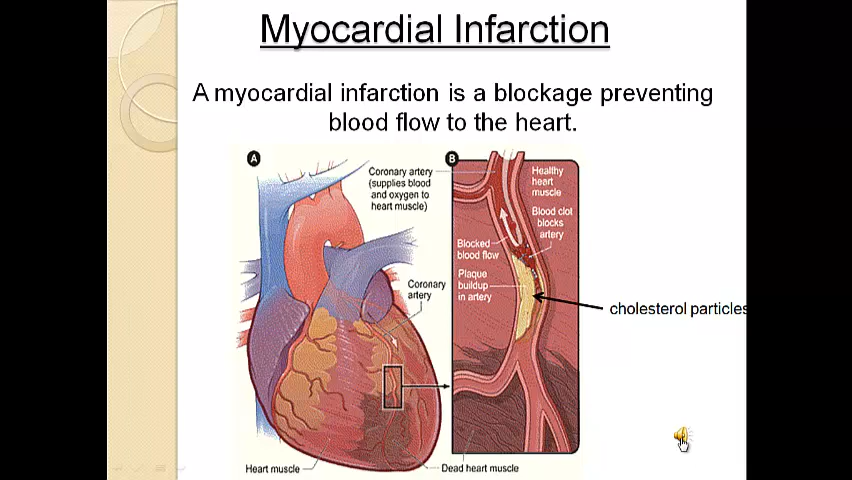 Myocardial Infarction
A myocardial infarction is a blockage preventing
blood flow to the heart.
A
Coronary artery
(supplies blood
and oxygen to
heart muscle)
Coronary
artery
Heart muscle
Dead heart muscle
B
Healthy
heart
muscle
Blood clot
blocks
artery
Blocked
blood flow
Plaque
buildup
in artery
cholesterol particles